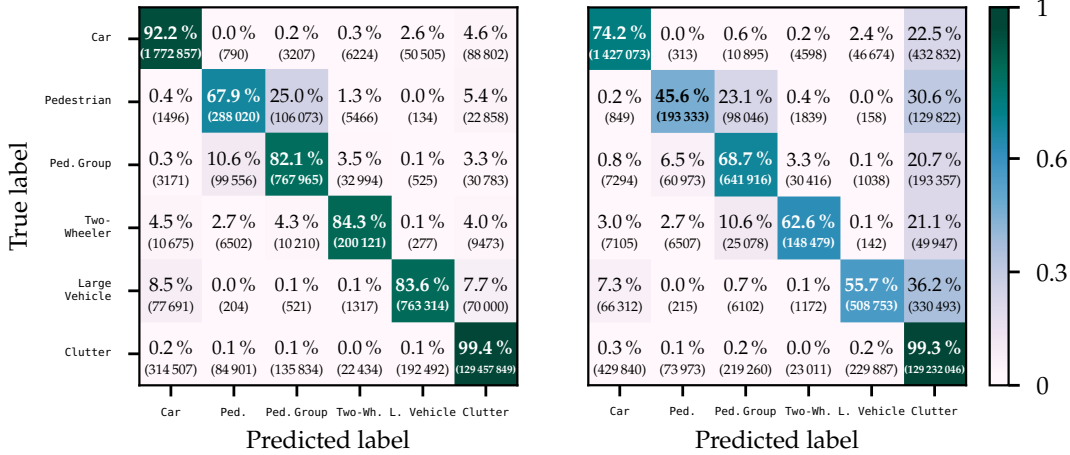 Car 92.2 % 0.0 % 0.2 % 0.3 % 2.6 % 4.6 % 74.2 % 0.0 % 0.6 % 0.2 % 2.4 % 22.5 % 1
(1 772 857) (790) (3207) (6224) (50 505) (88 802) (1 427 073) (313) (10 895) (4598) (46 674) (432 832)
Pedestrian 0.4 % 67.9 % 25.0 % 1.3 % 0.0 % 5.4 % 0.2 % 45.6 % 23.1 % 0.4 % 0.0 % 30.6 %
(1496) (288 020) (106 073) (5466) (134) (22 858) (849) (193 333) (98 046) (1839) (158) (129 822)
Ped. Group 0.3 % 10.6 % 82.1 % 3.5 % 0.1 % 3.3 % 0.8 % 6.5 % 68.7 % 3.3 % 0.1 % 20.7 % 0.6
(3171) (99 556) (767 965) (32 994) (525) (30 783) (7294) (60 973) (641 916) (30 416) (1038) (193 357)
True label
Two-
Wheeler 4.5 % 2.7 % 4.3 % 84.3 % 0.1 % 4.0 % 3.0 % 2.7 % 10.6 % 62.6 % 0.1 % 21.1 %
(10 675) (6502) (10 210) (200 121) (277) (9473) (7105) (6507) (25 078) (148 479) (142) (49 947)
Large
Vehicle 8.5 % 0.0 % 0.1 % 0.1 % 83.6 % 7.7 % 7.3 % 0.0 % 0.7 % 0.1 % 55.7 % 36.2 % 0.3
(77 691) (204) (521) (1317) (763 314) (70 000) (66 312) (215) (6102) (1172) (508 753) (330 493)
Clutter 0.2 % 0.1 % 0.1 % 0.0 % 0.1 % 99.4 % 0.3 % 0.1 % 0.2 % 0.0 % 0.2 % 99.3 %
(314 507) (84 901) (135 834) (22 434) (192 492) (129 457 849) (429 840) (73 973) (219 260) (23 011) (229 887) (129 232 046) 0
Car Ped. Ped. Group Two-Wh. L. Vehicle Clutter Car Ped. Ped. Group Two-Wh. L. Vehicle Clutter
Predicted label Predicted label